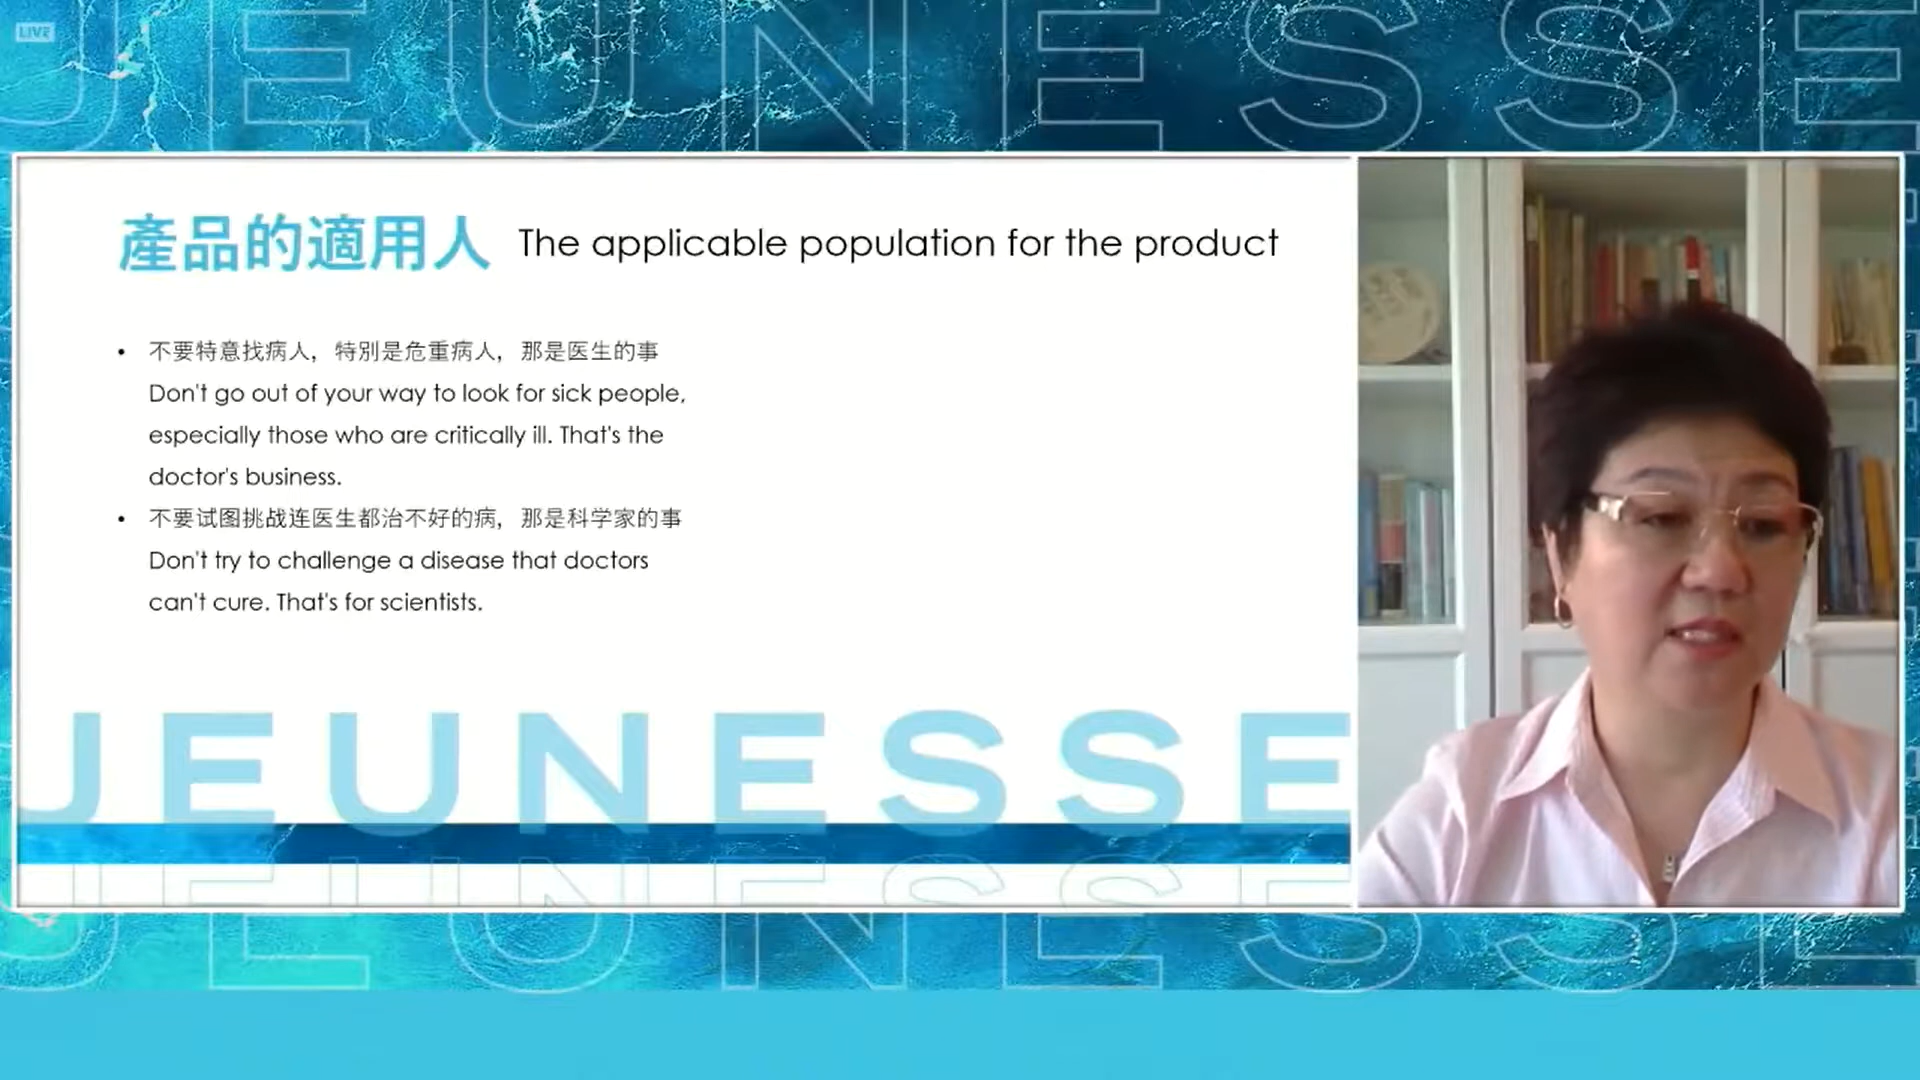 LIVE
JEUNESSE
產品的適用人 The applicable population for the product
• 不要特意找病人，特别是危重病人，那是医生的事
Don't go out of your way to look for sick people,
especially those who are critically ill. That's the
doctor's business.
• 不要试图挑战连医生都治不好的病，那是科学家的事
Don't try to challenge a disease that doctors
can't cure. That's for scientists.
JEUNESSE
JEUNESSE
JEUNESSE